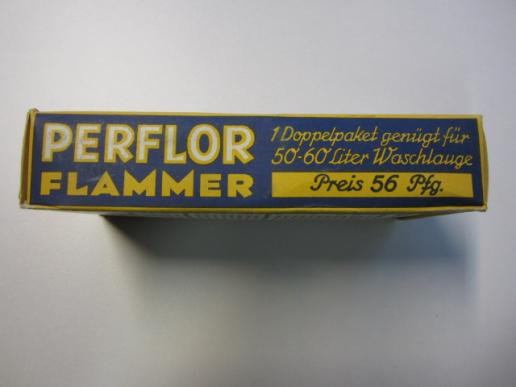 PERFLOR
FLAMMER
1 Doppelpaket genügt für
50-60 Liter Waschlauge
Preis 56 Pfg.